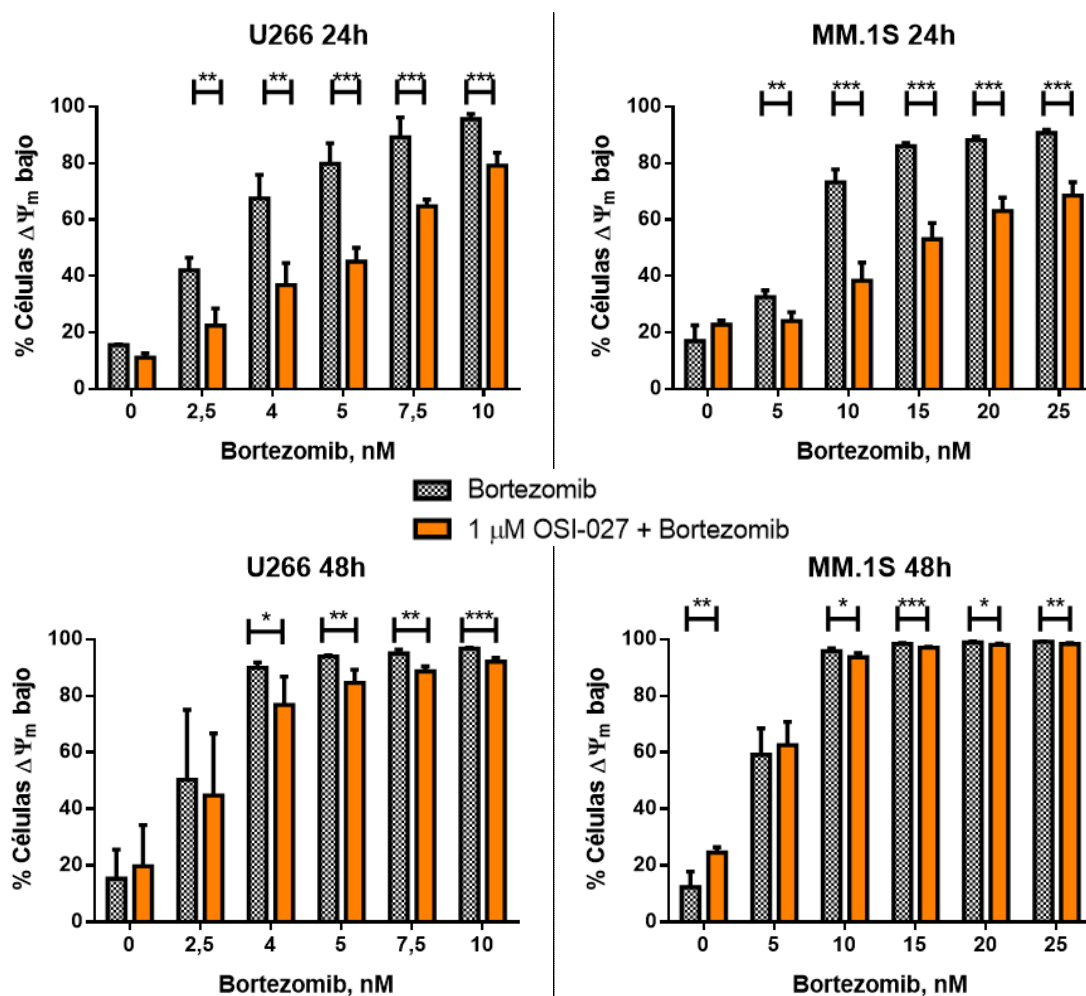 U266 24h
** ** *** *** ***
% Células ΔΨm bajo
100
80
60
40
20
0
0 2,5 4 5 7,5 10
Bortezomib, nM
MM.1S 24h
** *** *** *** ***
% Células ΔΨm bajo
100
80
60
40
20
0
0 5 10 15 20 25
Bortezomib, nM
Bortezomib
1 μM OSI-027 + Bortezomib
U266 48h
* ** ** ***
% Células ΔΨm bajo
100
80
60
40
20
0
0 2,5 4 5 7,5 10
Bortezomib, nM
MM.1S 48h
** * *** * **
% Células ΔΨm bajo
100
80
60
40
20
0
0 5 10 15 20 25
Bortezomib, nM